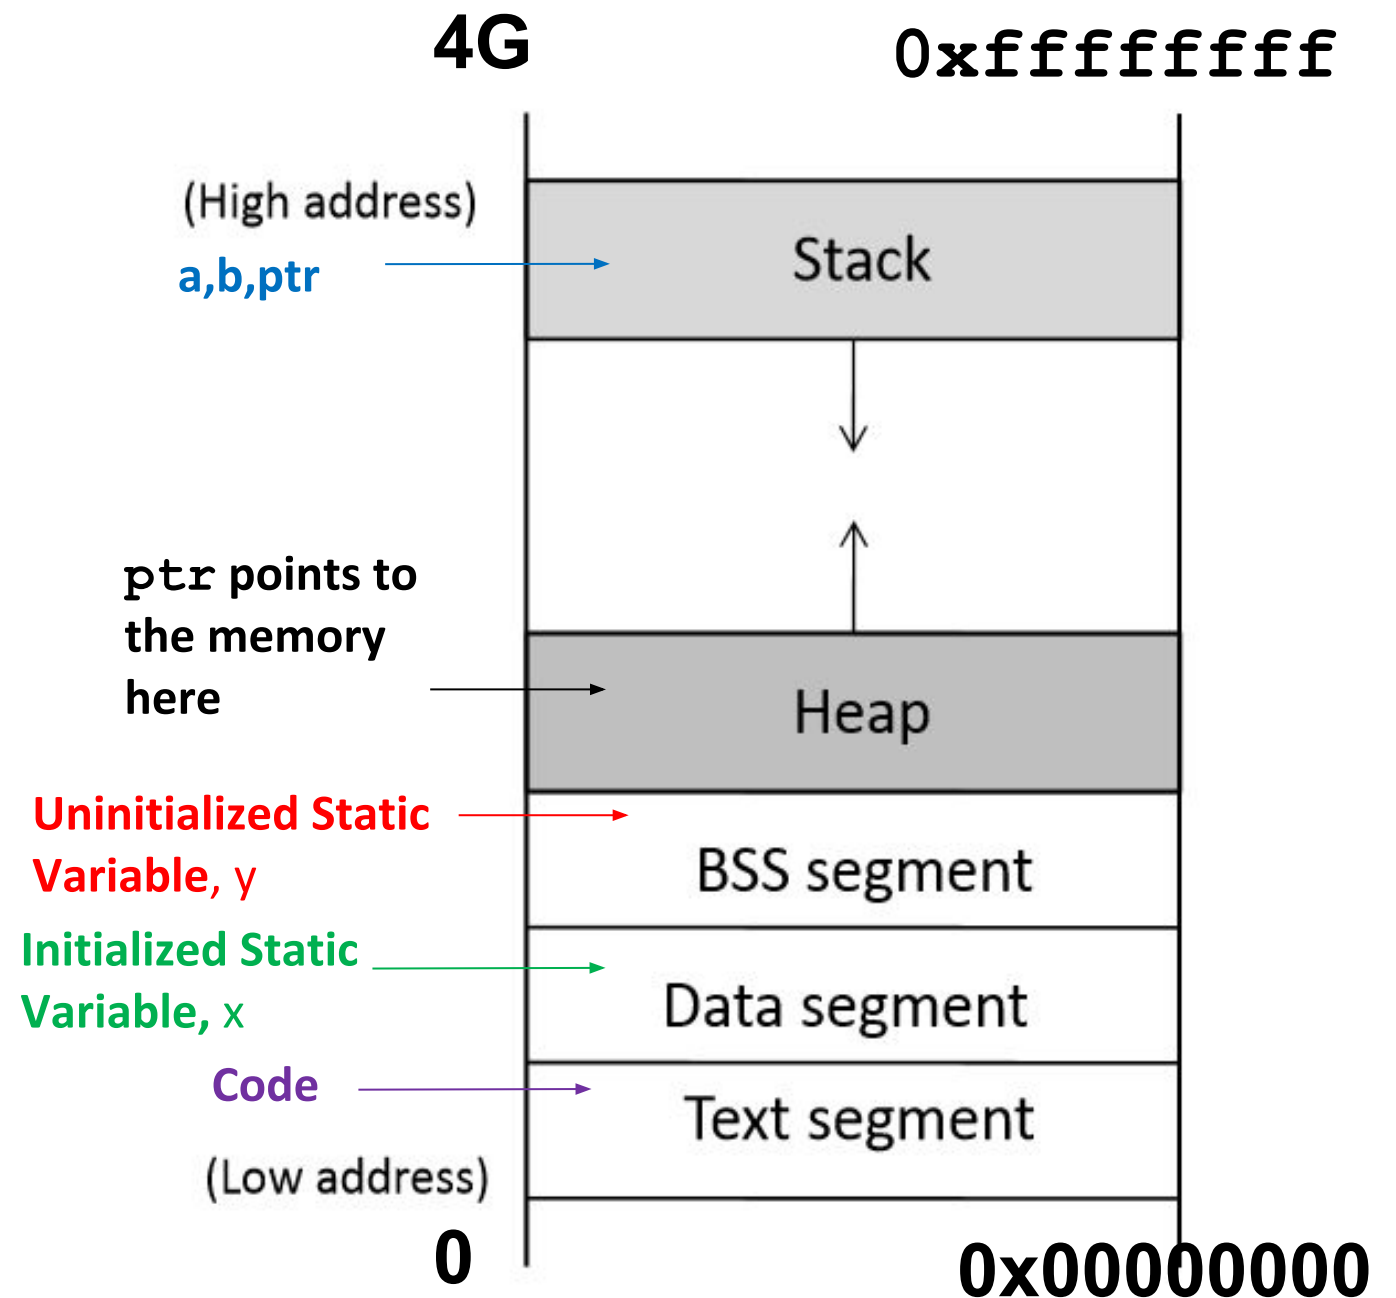 4G
0xffffffff
(High address)
Stack
a,b,ptr
ptr points to
the memory
here
Heap
Uninitialized Static
Variable, y
BSS segment
Initialized Static
Variable, x
Data segment
Code
Text segment
(Low address)
0
0x00000000